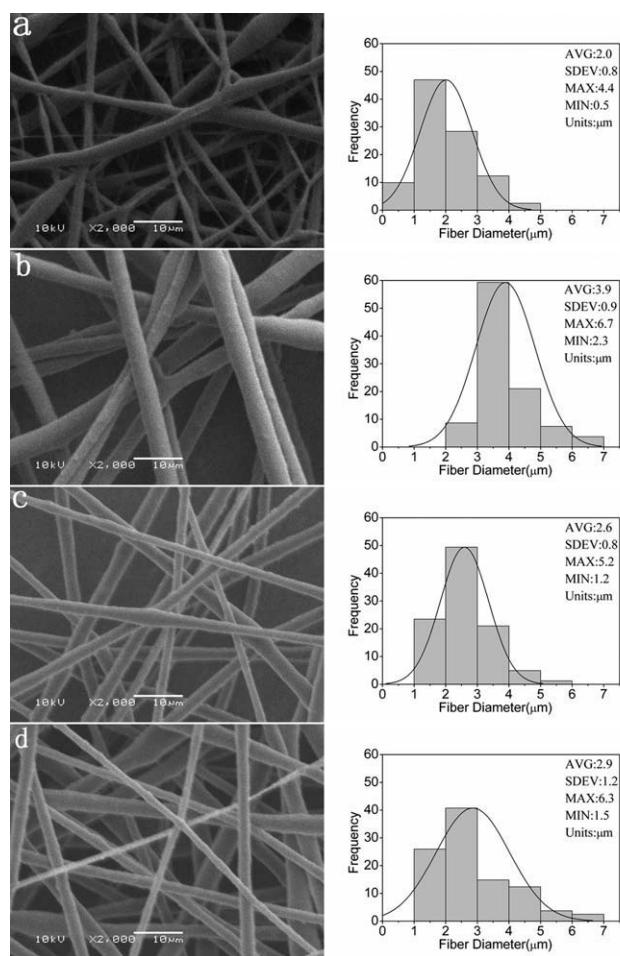 a
10kV X2,000 10µm
60
50
40
30
20
10
0
Frequency
0 1 2 3 4 5 6 7
Fiber Diameter(µm)
AVG:2.0
SDEV:0.8
MAX:4.4
MIN:0.5
Units:µm
b
10kV X2,000 10µm
60
50
40
30
20
10
0
Frequency
0 1 2 3 4 5 6 7
Fiber Diameter(µm)
AVG:3.9
SDEV:0.9
MAX:6.7
MIN:2.3
Units:µm
c
10kV X2,000 10µm
60
50
40
30
20
10
0
Frequency
0 1 2 3 4 5 6 7
Fiber Diameter(µm)
AVG:2.6
SDEV:0.8
MAX:5.2
MIN:1.2
Units:µm
d
10kV X2,000 10µm
60
50
40
30
20
10
0
Frequency
0 1 2 3 4 5 6 7
Fiber Diameter(µm)
AVG:2.9
SDEV:1.2
MAX:6.3
MIN:1.5
Units:µm